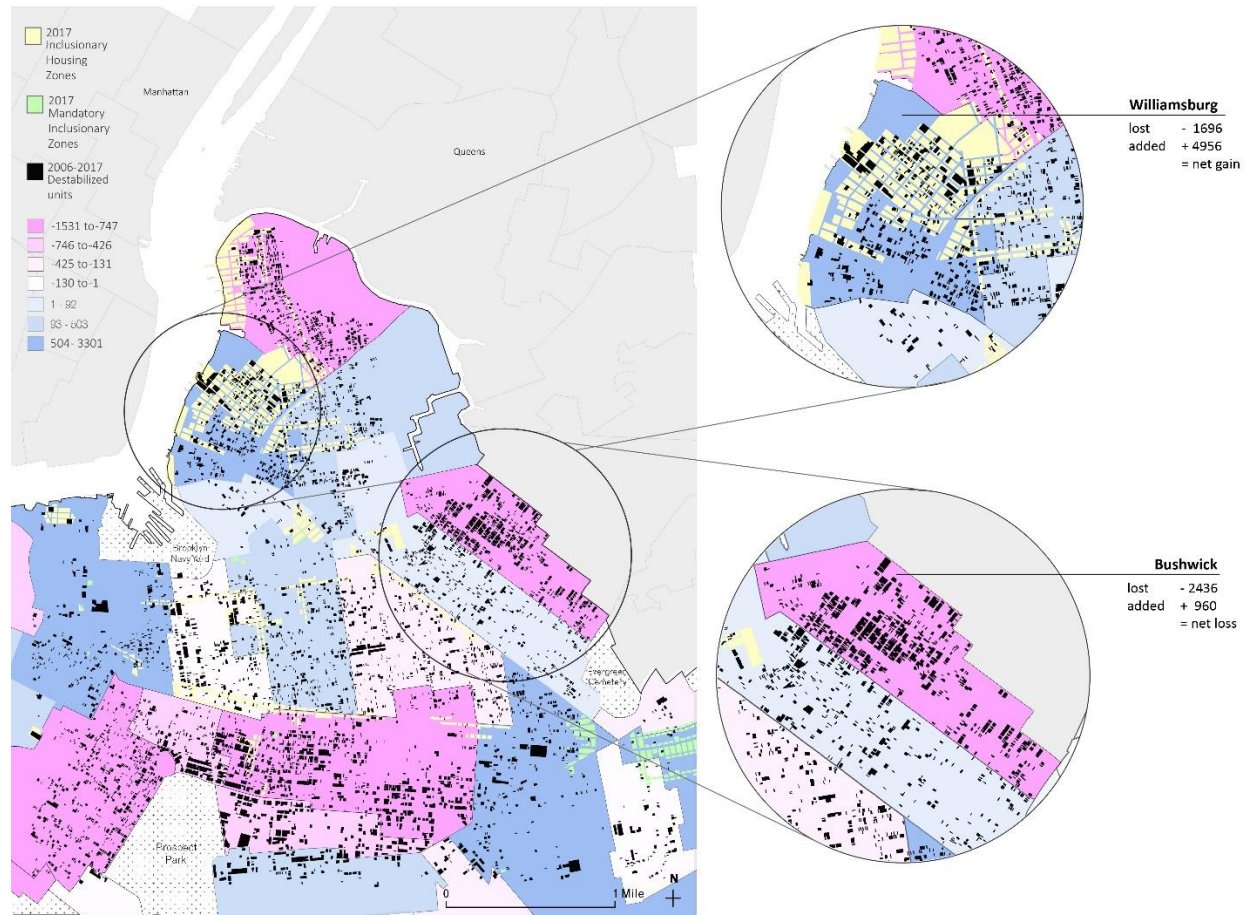 2017
Inclusionary
Housing
Zones
2017
Mandatory
Inclusionary
Zones
2006-2017
Destabilized
units
-1531 to-747
-746 to-426
-425 to-131
-130 to-1
1 - 92
93 - 503
504- 3301
Manhattan
Queens
Brooklyn
Navy Yard
Evergreen
Cemetery
Prospect
Park
0
1 Mile
N
Williamsburg
lost - 1696
added + 4956
= net gain
Bushwick
lost - 2436
added + 960
= net loss